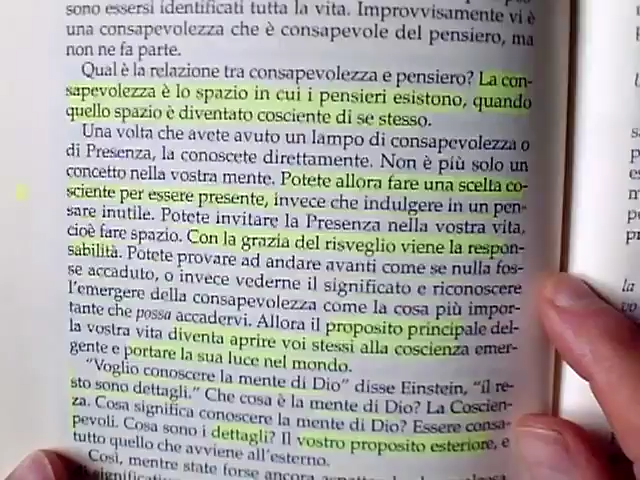 sono essersi identificati tutta la vita. Improvvisamente vi è
una consapevolezza che è consapevole del pensiero, ma
non ne fa parte.
Qual è la relazione tra consapevolezza e pensiero? La con-
sapevolezza è lo spazio in cui i pensieri esistono, quando
quello spazio è diventato cosciente di se stesso.
Una volta che avete avuto un lampo di consapevolezza o
di Presenza, la conoscete direttamente. Non è più solo un
concetto nella vostra mente. Potete allora fare una scelta co-
sciente per essere presente, invece che indulgere in un pen-
sare inutile. Potete invitare la Presenza nella vostra vita,
cioè fare spazio. Con la grazia del risveglio viene la respon-
sabilità. Potete provare ad andare avanti come se nulla fos-
se accaduto, o invece vederne il significato e riconoscere
l'emergere della consapevolezza come la cosa più impor-
tante che possa accadervi. Allora il proposito principale del-
la vostra vita diventa aprire voi stessi alla coscienza emer-
gente e portare la sua luce nel mondo.
"Voglio conoscere la mente di Dio" disse Einstein, "il re-
sto sono dettagli." Che cosa è la mente di Dio? La Coscien-
za. Cosa significa conoscere la mente di Dio? Essere consa-
pevoli. Cosa sono i dettagli? Il vostro proposito esteriore, e
tutto quello che avviene all'esterno.
Così, mentre state forse ancora